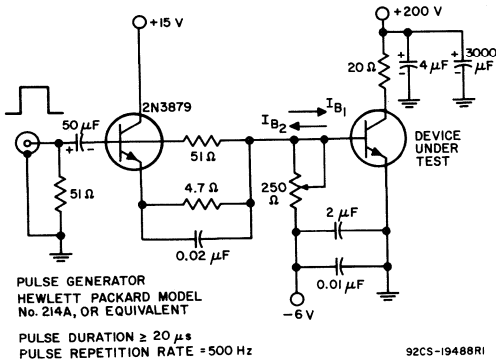 +15 V
+200 V
20 Ω
4 µF
3000 µF
+
-
+
-
2N3879
50 µF
+
-
51 Ω
51 Ω
4.7 Ω
0.02 µF
IB1
IB2
250 Ω
DEVICE
UNDER
TEST
2 µF
0.01 µF
-6 V
PULSE GENERATOR
HEWLETT PACKARD MODEL
No. 214A, OR EQUIVALENT
PULSE DURATION ≥ 20 µs
PULSE REPETITION RATE = 500 Hz
92CS-19488RI